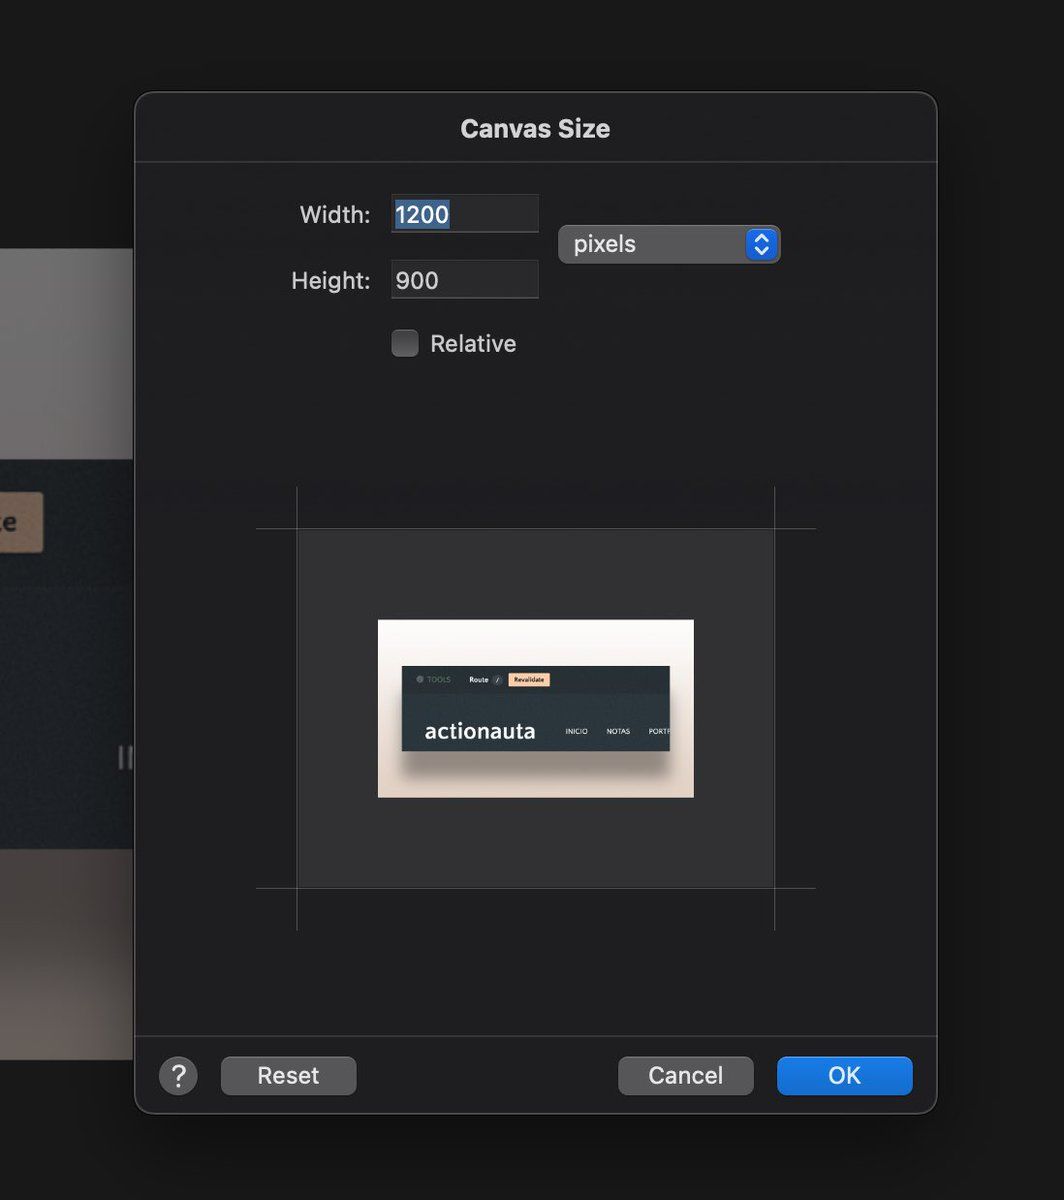 Canvas Size
Width: 1200
pixels
Height: 900
Relative
TOOLS Route / Revalidate
actionauta INICIO NOTAS PORTF
? Reset Cancel OK